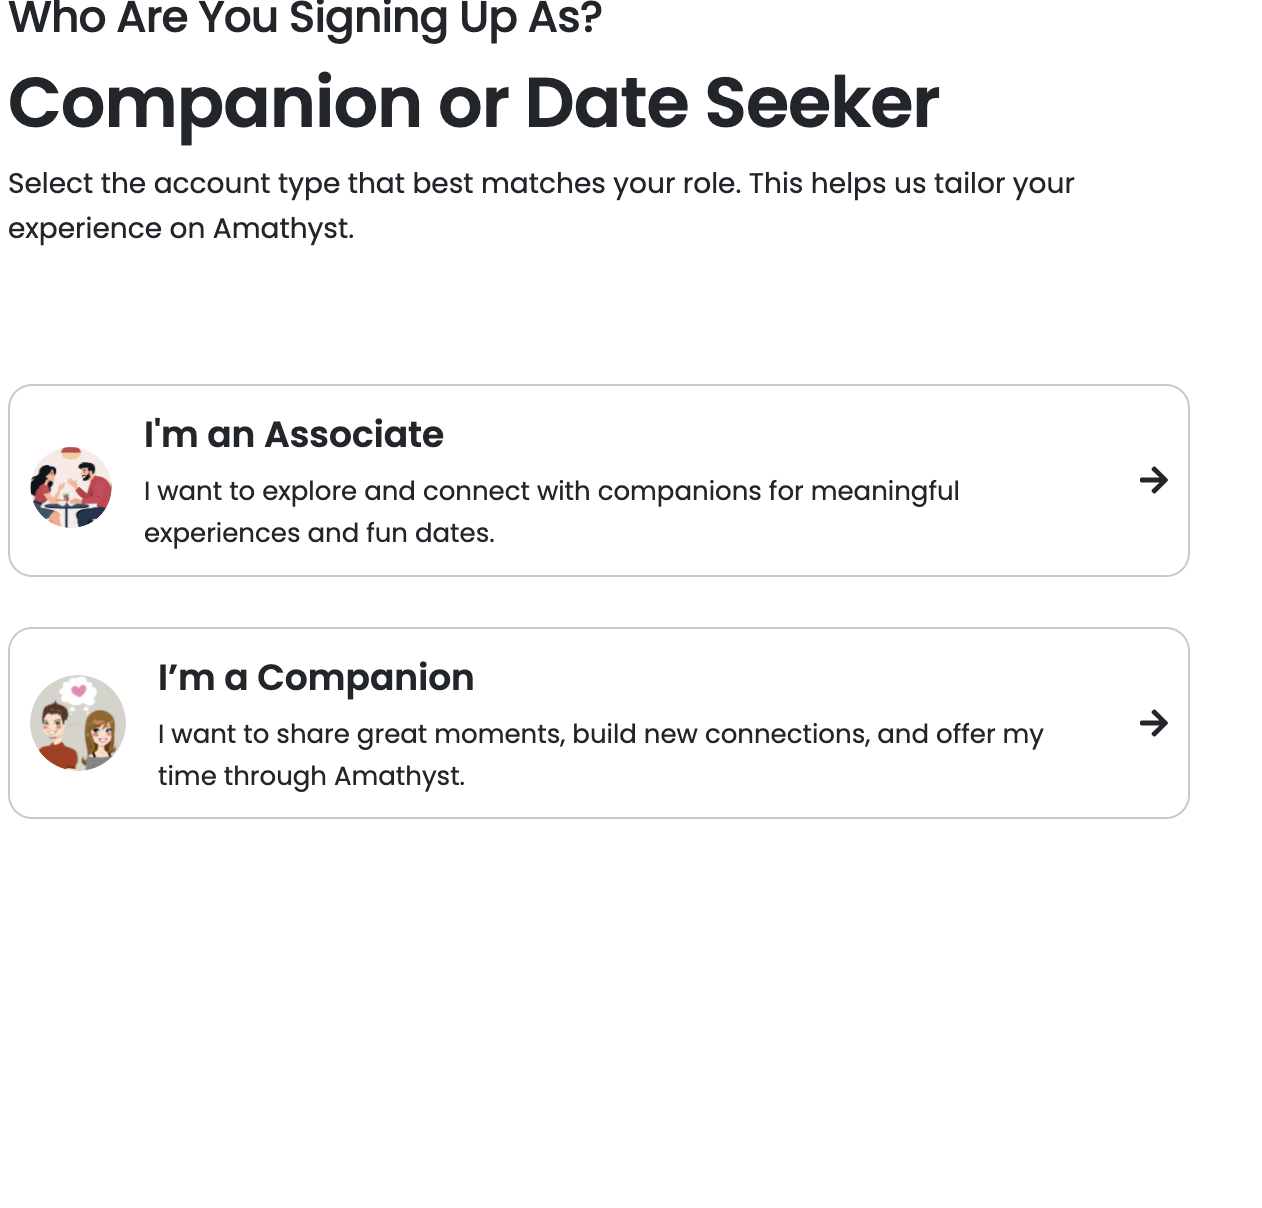 Who Are You Signing Up As?
Companion or Date Seeker
Select the account type that best matches your role. This helps us tailor your
experience on Amathyst.
I'm an Associate
I want to explore and connect with companions for meaningful
experiences and fun dates.
I’m a Companion
I want to share great moments, build new connections, and offer my
time through Amathyst.